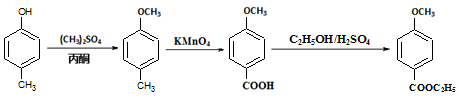 OH
CH₃
(CH₃)₂SO₄
丙酮
OCH₃
CH₃
KMnO₄
OCH₃
COOH
C₂H₅OH/H₂SO₄
OCH₃
COOC₂H₅